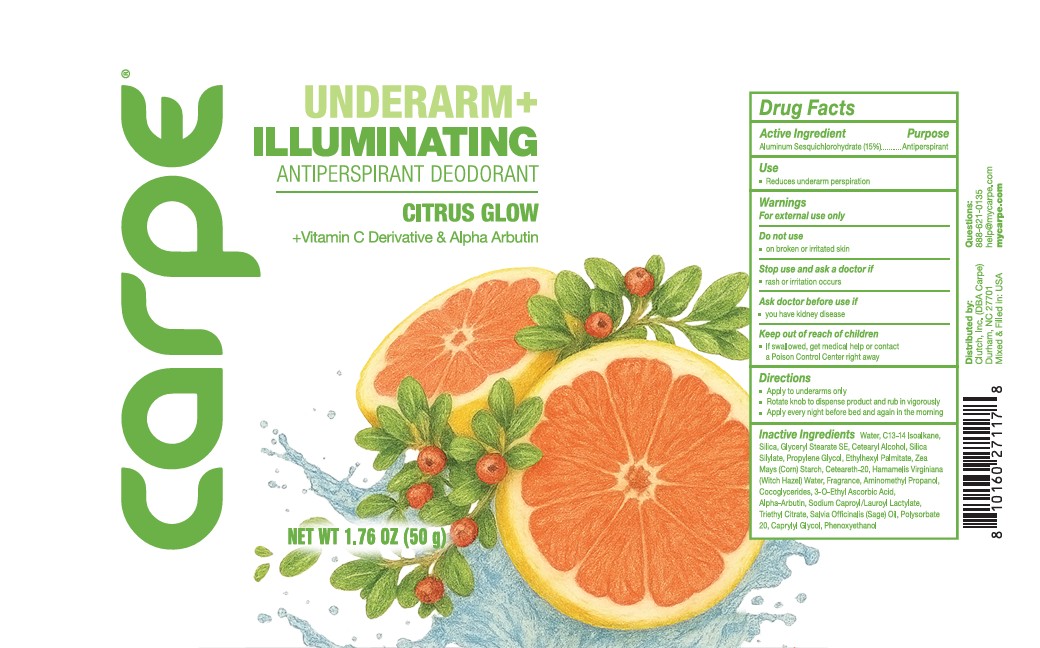 carpe®
UNDERARM+
ILLUMINATING
ANTIPERSPIRANT DEODORANT
CITRUS GLOW
+Vitamin C Derivative & Alpha Arbutin
NET WT 1.76 OZ (50 g)
Drug Facts
Active Ingredient Purpose
Aluminum Sesquichlorohydrate (15%)......... Antiperspirant
Use
▪ Reduces underarm perspiration
Warnings
For external use only
Do not use
▪ on broken or irritated skin
Stop use and ask a doctor if
▪ rash or irritation occurs
Ask doctor before use if
▪ you have kidney disease
Keep out of reach of children
▪ If swallowed, get medical help or contact
a Poison Control Center right away
Directions
▪ Apply to underarms only
▪ Rotate knob to dispense product and rub in vigorously
▪ Apply every night before bed and again in the morning
Inactive Ingredients Water, C13-14 Isoalkane,
Silica, Glyceryl Stearate SE, Cetearyl Alcohol, Silica
Silylate, Propylene Glycol, Ethylhexyl Palmitate, Zea
Mays (Corn) Starch, Ceteareth-20, Hamamelis Virginiana
(Witch Hazel) Water, Fragrance, Aminomethyl Propanol,
Cocoglycerides, 3-O-Ethyl Ascorbic Acid,
Alpha-Arbutin, Sodium Caproyl/Lauroyl Lactylate,
Triethyl Citrate, Salvia Officinalis (Sage) Oil, Polysorbate
20, Caprylyl Glycol, Phenoxyethanol
Distributed by:
Clutch, Inc., (DBA Carpe)
Durham, NC 27701
Mixed & Filled In: USA
Questions:
888-621-0135
help@mycarpe.com
mycarpe.com
8 10160 27117 8